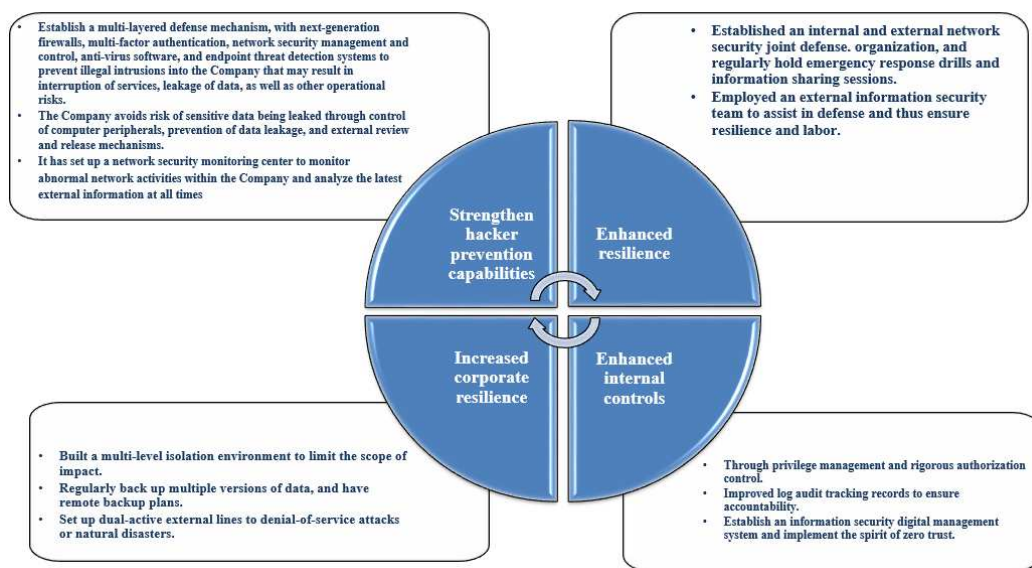 • Establish a multi-layered defense mechanism, with next-generation
firewalls, multi-factor authentication, network security management and
control, anti-virus software, and endpoint threat detection systems to
prevent illegal intrusions into the Company that may result in
interruption of services, leakage of data, as well as other operational
risks.
• The Company avoids risk of sensitive data being leaked through control
of computer peripherals, prevention of data leakage, and external review
and release mechanisms.
• It has set up a network security monitoring center to monitor
abnormal network activities within the Company and analyze the latest
external information at all times
• Established an internal and external network
security joint defense. organization, and
regularly hold emergency response drills and
information sharing sessions.
• Employed an external information security
team to assist in defense and thus ensure
resilience and labor.
Strengthen
hacker
prevention
capabilities
Enhanced
resilience
Increased
corporate
resilience
Enhanced
internal
controls
• Built a multi-level isolation environment to limit the scope of
impact.
• Regularly back up multiple versions of data, and have
remote backup plans.
• Set up dual-active external lines to denial-of-service attacks
or natural disasters.
• Through privilege management and rigorous authorization
control.
• Improved log audit tracking records to ensure
accountability.
• Establish an information security digital management
system and implement the spirit of zero trust.